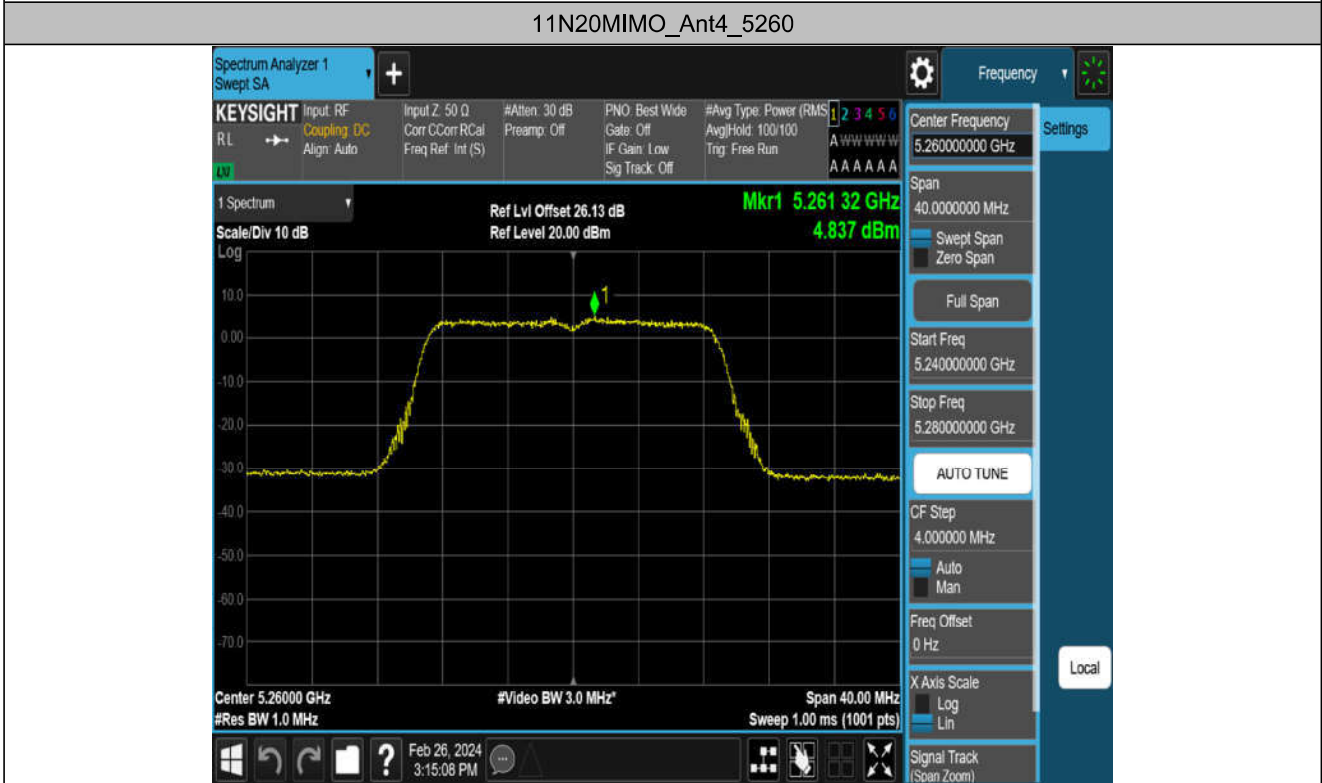 11N20MIMO_Ant4_5260
Spectrum Analyzer 1
Swept SA
+
Frequency
KEYSIGHT
RL
LXI
Input: RF
Coupling: DC
Align: Auto
Input Z: 50 Ω
Corr CCorr RCal
Freq Ref: Int (S)
#Atten: 30 dB
Preamp: Off
PNO: Best Wide
Gate: Off
IF Gain: Low
Sig Track: Off
#Avg Type: Power (RMS
Avg|Hold: 100/100
Trig: Free Run
1 2 3 4 5 6
A W W W W W
A A A A A A
1 Spectrum
Scale/Div 10 dB
Log
Ref Lvl Offset 26.13 dB
Ref Level 20.00 dBm
Mkr1 5.261 32 GHz
4.837 dBm
1
10.0
0.00
-10.0
-20.0
-30.0
-40.0
-50.0
-60.0
-70.0
Center 5.26000 GHz
#Res BW 1.0 MHz
#Video BW 3.0 MHz*
Span 40.00 MHz
Sweep 1.00 ms (1001 pts)
?
Feb 26, 2024
3:15:08 PM
Center Frequency
5.260000000 GHz
Settings
Span
40.0000000 MHz
Swept Span
Zero Span
Full Span
Start Freq
5.240000000 GHz
Stop Freq
5.280000000 GHz
AUTO TUNE
CF Step
4.000000 MHz
Auto
Man
Freq Offset
0 Hz
X Axis Scale
Log
Lin
Local
Signal Track
(Span Zoom)